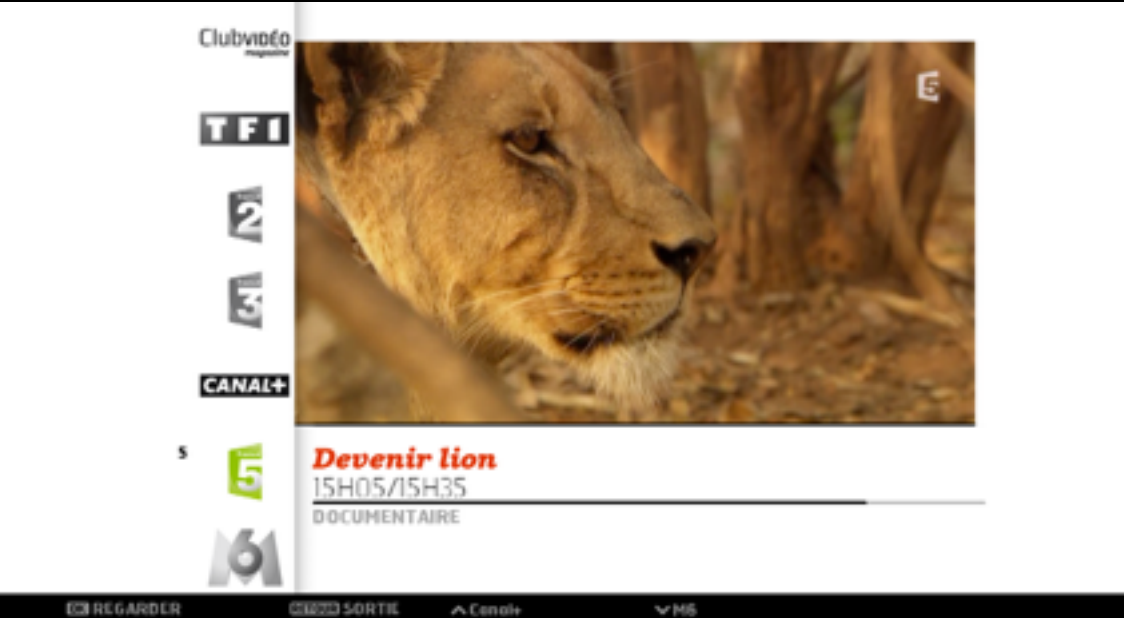 ClubVIDÉO
magazine
TF1
2
3
CANAL+
5
5
5
Devenir lion
15H05/15H35
DOCUMENTAIRE
M6
OK REGARDER
RETOUR SORTIE
Canal+
M6